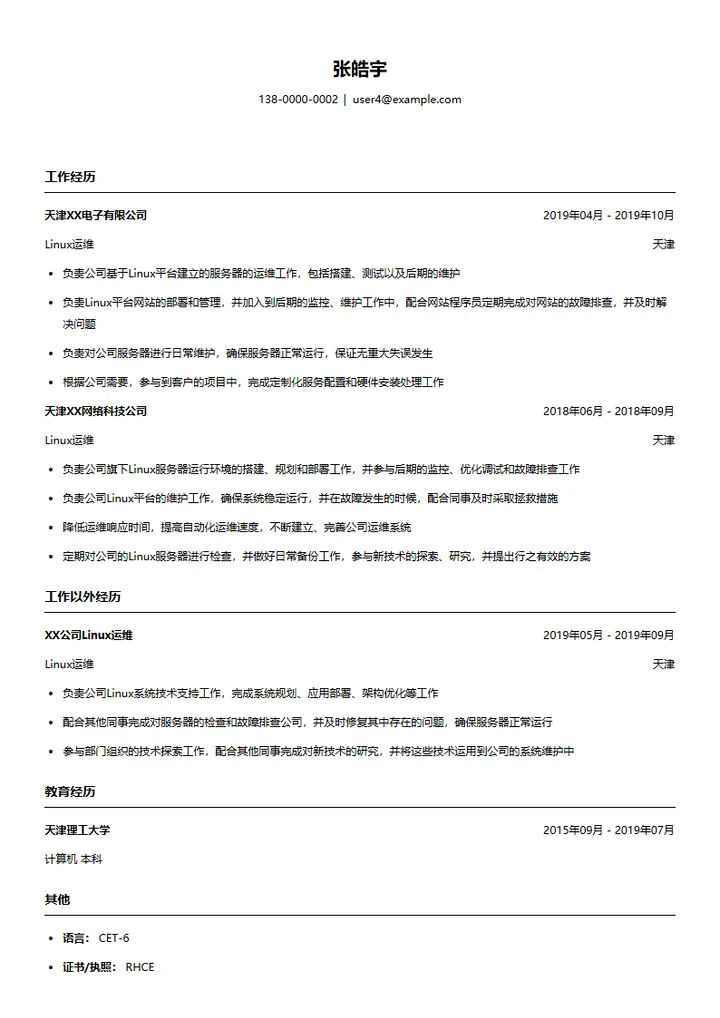 张皓宇
138-0000-0002 | user4@example.com
工作经历
天津XX电子有限公司 2019年04月 - 2019年10月
Linux运维 天津
• 负责公司基于Linux平台建立的服务器的运维工作，包括搭建、测试以及后期的维护
• 负责Linux平台网站的部署和管理，并加入到后期的监控、维护工作中，配合网站程序员定期完成对网站的故障排查，并及时解
决问题
• 负责对公司服务器进行日常维护，确保服务器正常运行，保证无重大失误发生
• 根据公司需要，参与到客户的项目中，完成定制化服务配置和硬件安装处理工作
天津XX网络科技公司 2018年06月 - 2018年09月
Linux运维 天津
• 负责公司旗下Linux服务器运行环境的搭建、规划和部署工作，并参与后期的监控、优化调试和故障排查工作
• 负责公司Linux平台的维护工作，确保系统稳定运行，并在故障发生的时候，配合同事及时采取拯救措施
• 降低运维响应时间，提高自动化运维速度，不断建立、完善公司运维系统
• 定期对公司的Linux服务器进行检查，并做好日常备份工作，参与新技术的探索、研究，并提出行之有效的方案
工作以外经历
XX公司Linux运维 2019年05月 - 2019年09月
Linux运维 天津
• 负责公司Linux系统技术支持工作，完成系统规划、应用部署、架构优化等工作
• 配合其他同事完成对服务器的检查和故障排查公司，并及时修复其中存在的问题，确保服务器正常运行
• 参与部门组织的技术探索工作，配合其他同事完成对新技术的研究，并将这些技术运用到公司的系统维护中
教育经历
天津理工大学 2015年09月 - 2019年07月
计算机 本科
其他
• 语言： CET-6
• 证书/执照： RHCE